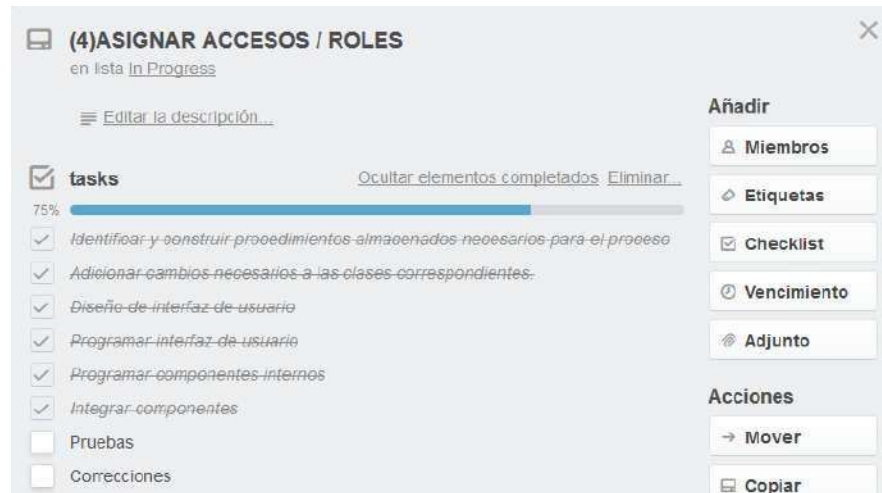 (4)ASIGNAR ACCESOS / ROLES
en lista In Progress
Editar la descripción...
tasks
Ocultar elementos completados Eliminar...
75%
Identificar y construir procedimientos almacenados necesarios para el proceso
Adicionar cambios necesarios a las clases correspondientes.
Diseño de interfaz de usuario
Programar interfaz de usuario
Programar componentes internos
Integrar componentes
Pruebas
Correcciones
Añadir
Miembros
Etiquetas
Checklist
Vencimiento
Adjunto
Acciones
Mover
Copiar